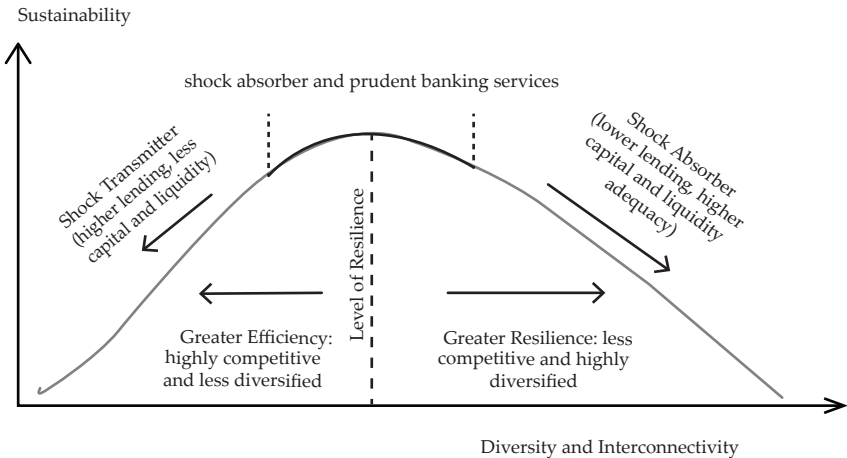 Sustainability
shock absorber and prudent banking services
Shock Transmitter
(higher lending, less
capital and liquidity)
Shock Absorber
(lower lending, higher
capital and liquidity
adequacy)
Level of Resilience
Greater Efficiency:
highly competitive
and less diversified
Greater Resilience: less
competitive and highly
diversified
Diversity and Interconnectivity